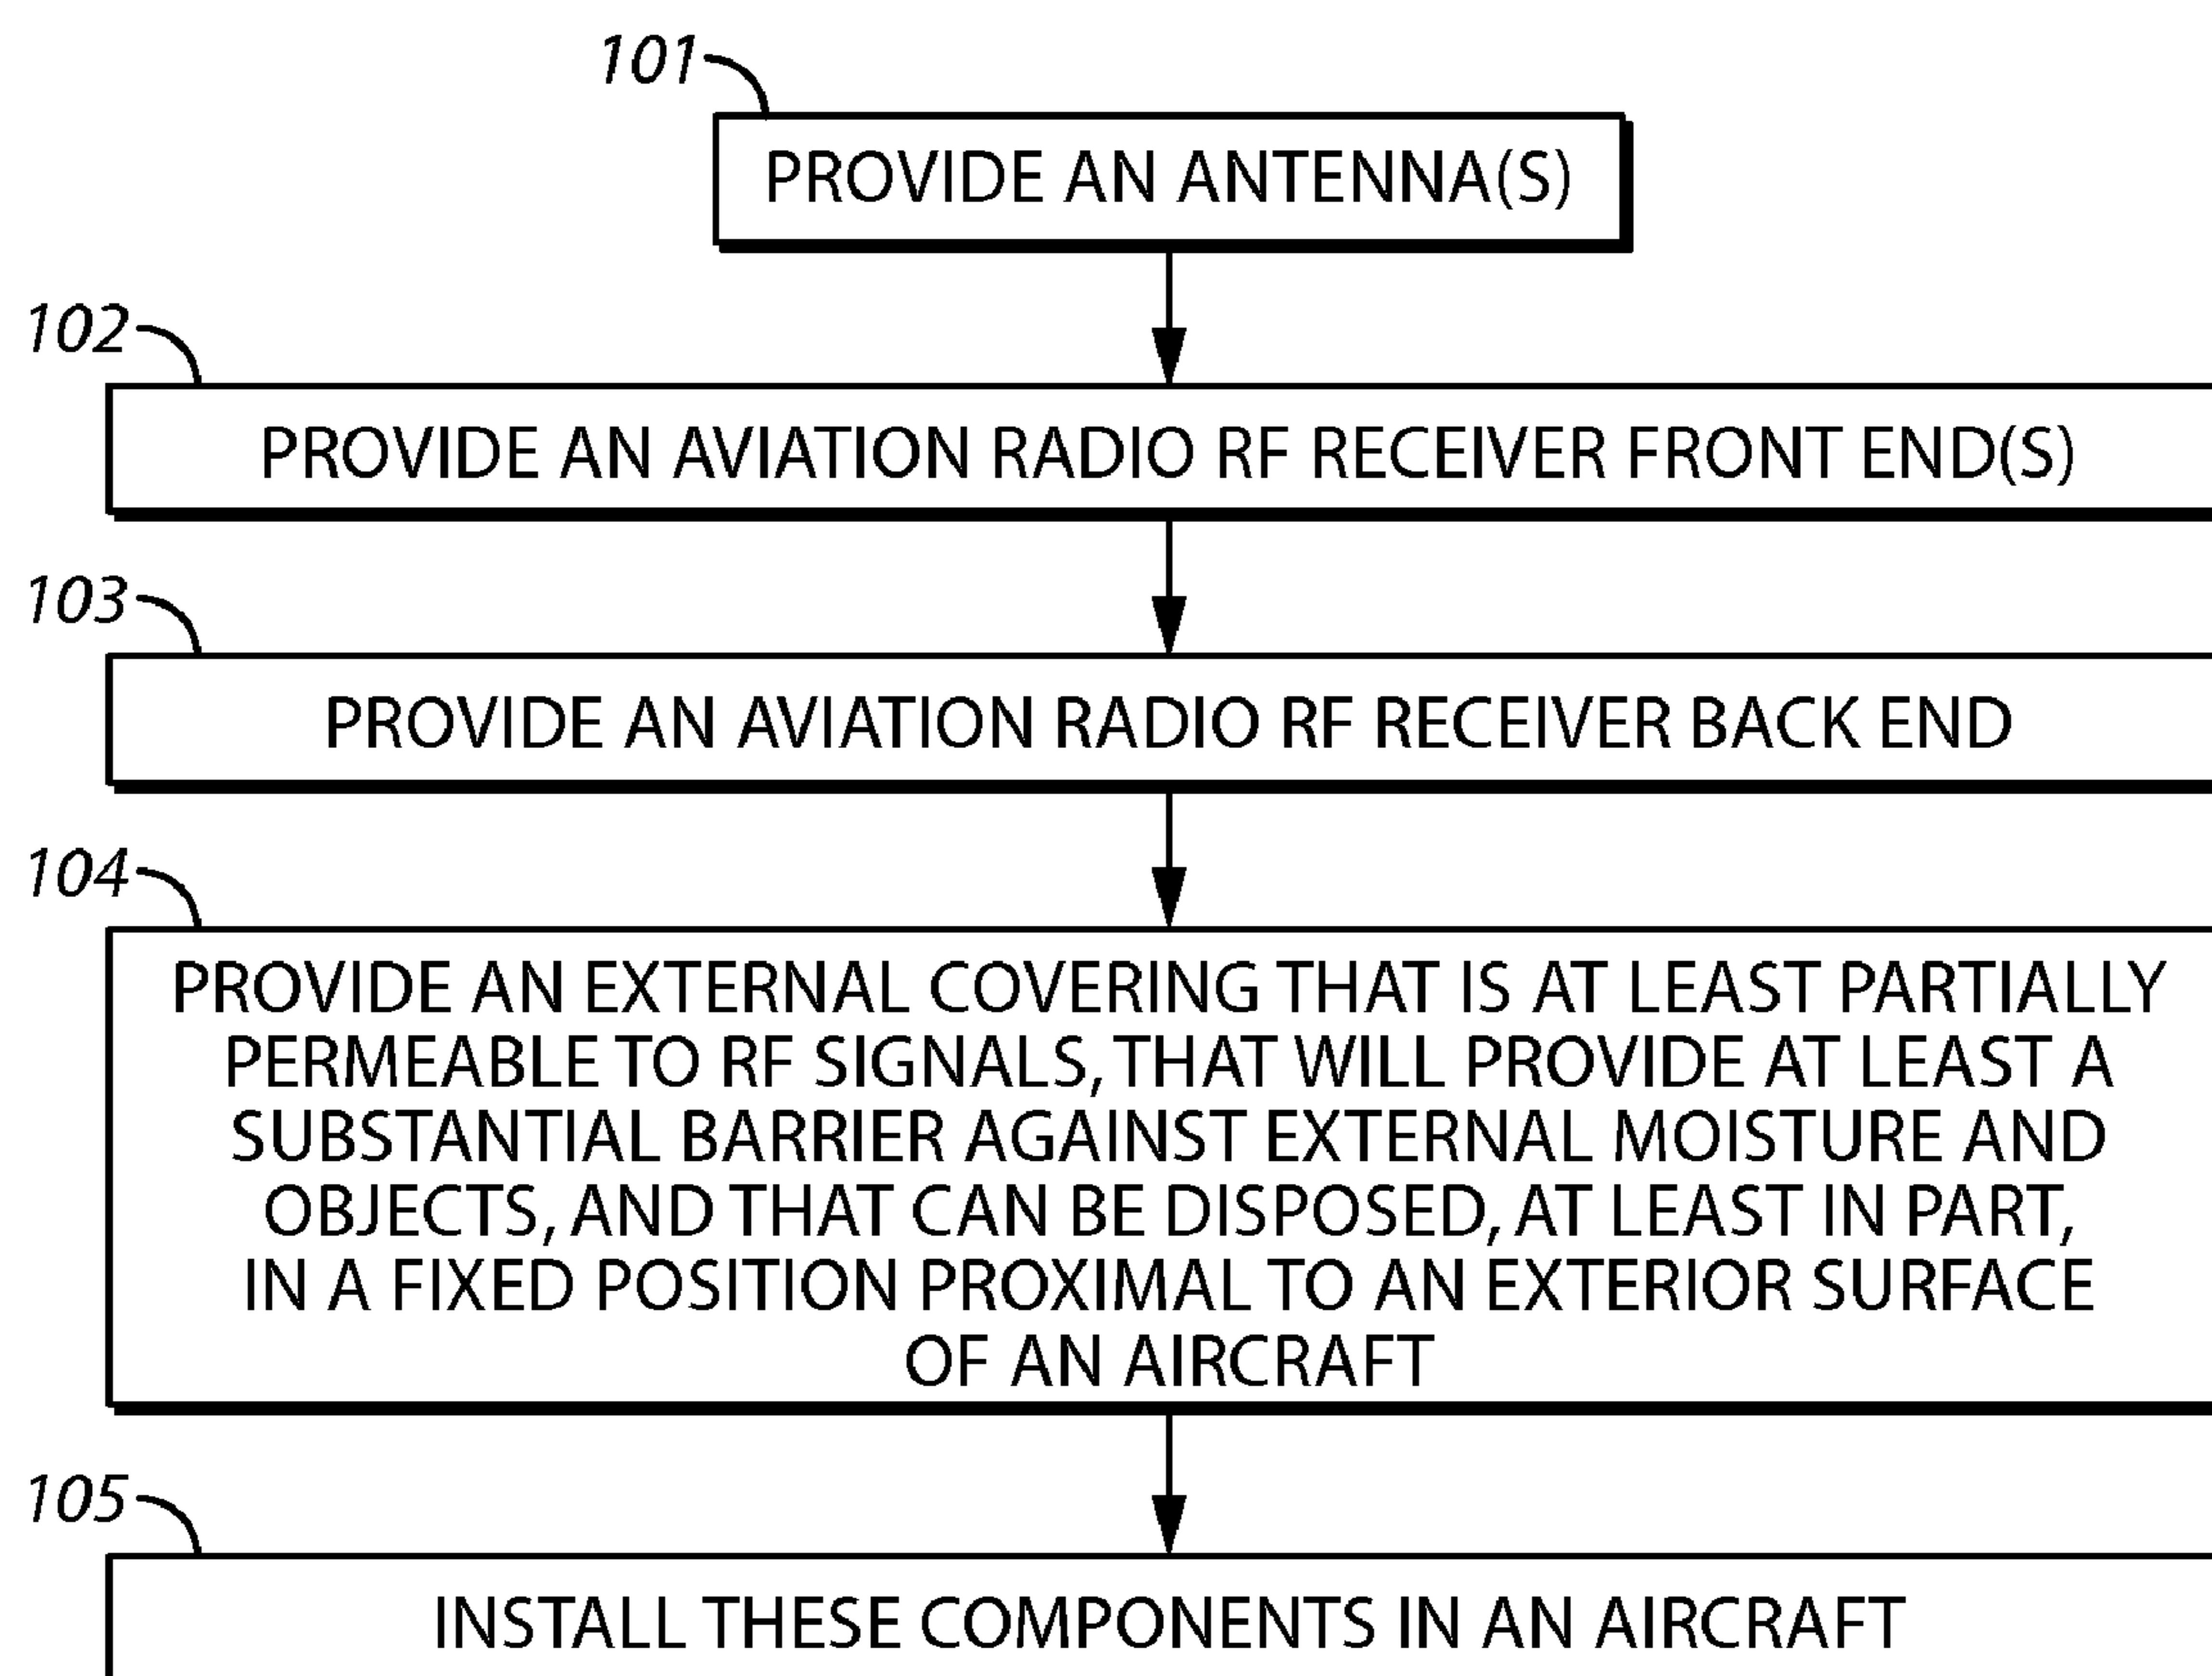 101
PROVIDE AN ANTENNA(S)
102
PROVIDE AN AVIATION RADIO RF RECEIVER FRONT END(S)
103
PROVIDE AN AVIATION RADIO RF RECEIVER BACK END
104
PROVIDE AN EXTERNAL COVERING THAT IS AT LEAST PARTIALLY
PERMEABLE TO RF SIGNALS, THAT WILL PROVIDE AT LEAST A
SUBSTANTIAL BARRIER AGAINST EXTERNAL MOISTURE AND
OBJECTS, AND THAT CAN BE DISPOSED, AT LEAST IN PART,
IN A FIXED POSITION PROXIMAL TO AN EXTERIOR SURFACE
OF AN AIRCRAFT
105
INSTALL THESE COMPONENTS IN AN AIRCRAFT